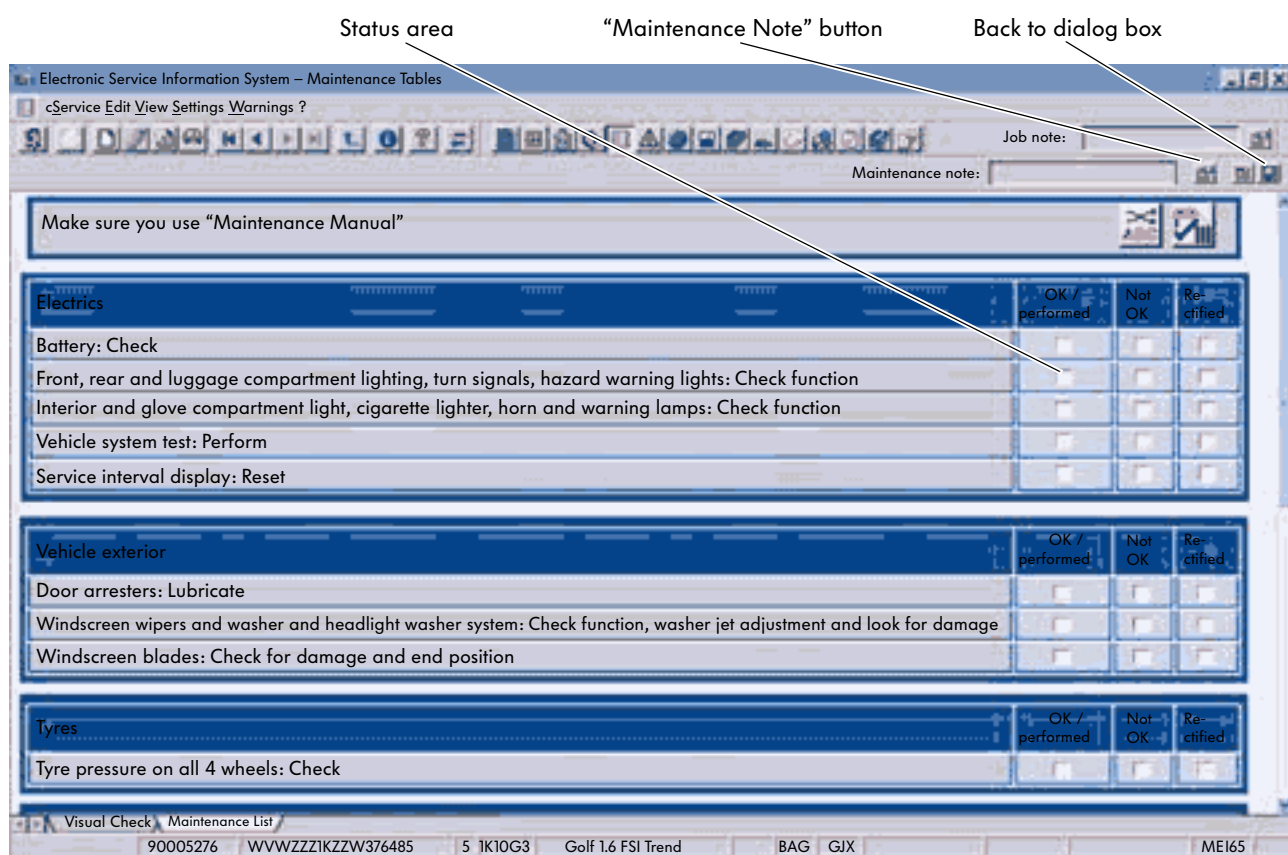 Status area “Maintenance Note” button Back to dialog box
Electronic Service Information System – Maintenance Tables
cService Edit View Settings Warnings ?
Job note:
Maintenance note:
Make sure you use “Maintenance Manual”
Electrics OK / performed Not OK Re-ctified
Battery: Check
Front, rear and luggage compartment lighting, turn signals, hazard warning lights: Check function
Interior and glove compartment light, cigarette lighter, horn and warning lamps: Check function
Vehicle system test: Perform
Service interval display: Reset
Vehicle exterior OK / performed Not OK Re-ctified
Door arresters: Lubricate
Windscreen wipers and washer and headlight washer system: Check function, washer jet adjustment and look for damage
Windscreen blades: Check for damage and end position
Tyres OK / performed Not OK Re-ctified
Tyre pressure on all 4 wheels: Check
Visual Check Maintenance List
90005276 WVWZZZ1KZZW376485 5 1K10G3 Golf 1.6 FSI Trend BAG GJX MEI65